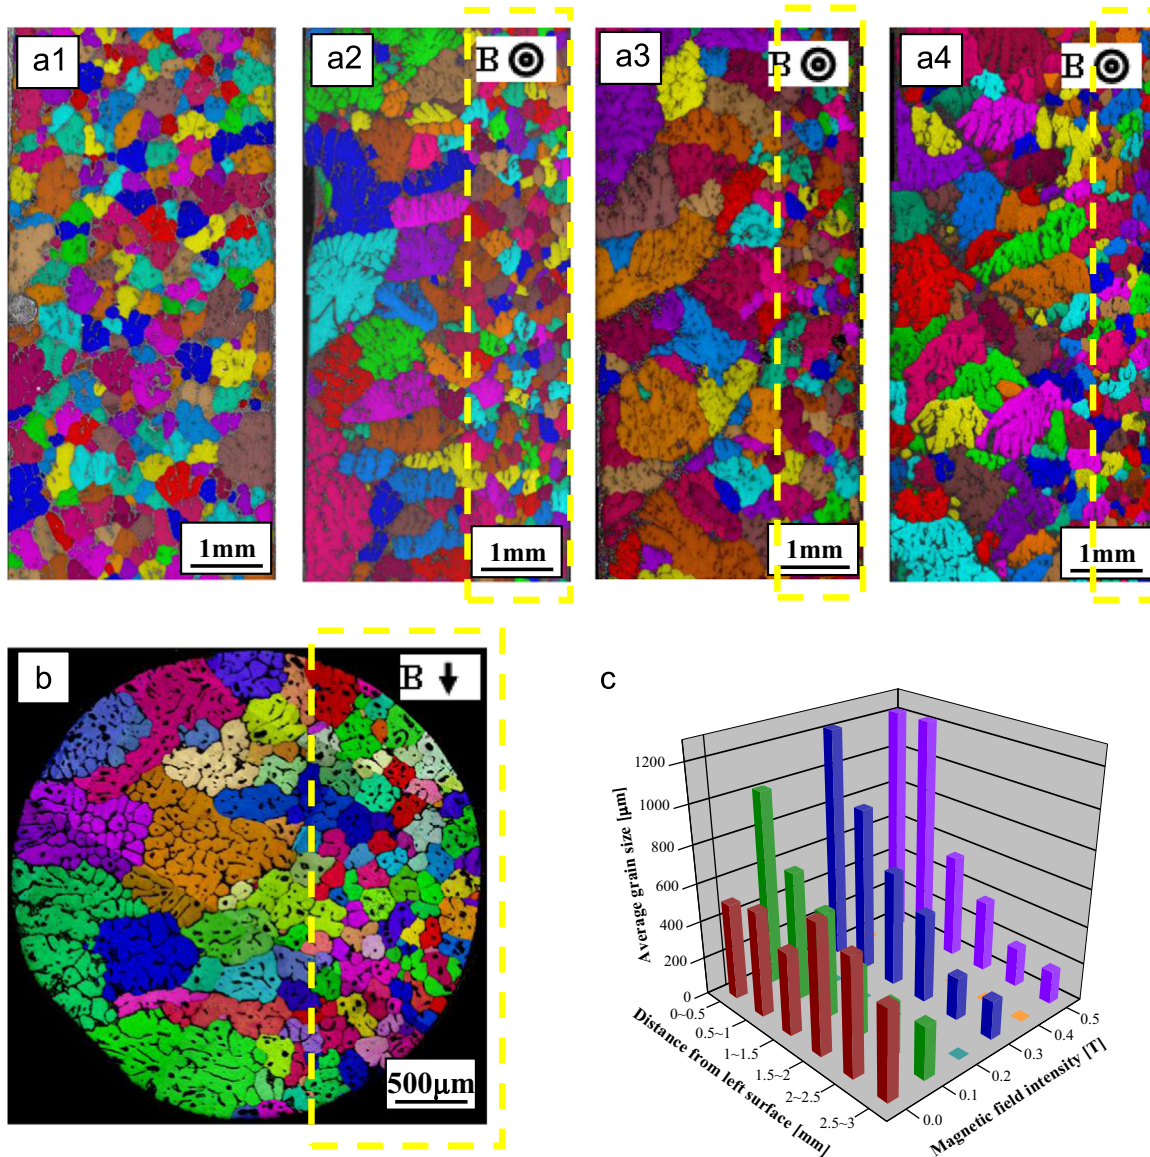 a1
a2
B
a3
B
a4
B
1mm
1mm
1mm
1mm
b
B
500μm
c
Average grain size [μm]
1200
1000
800
600
400
200
0
0~0.5
0.5~1
1~1.5
1.5~2
2~2.5
2.5~3
Distance from left surface [mm]
0.0
0.1
0.2
0.3
0.4
0.5
Magnetic field intensity [T]